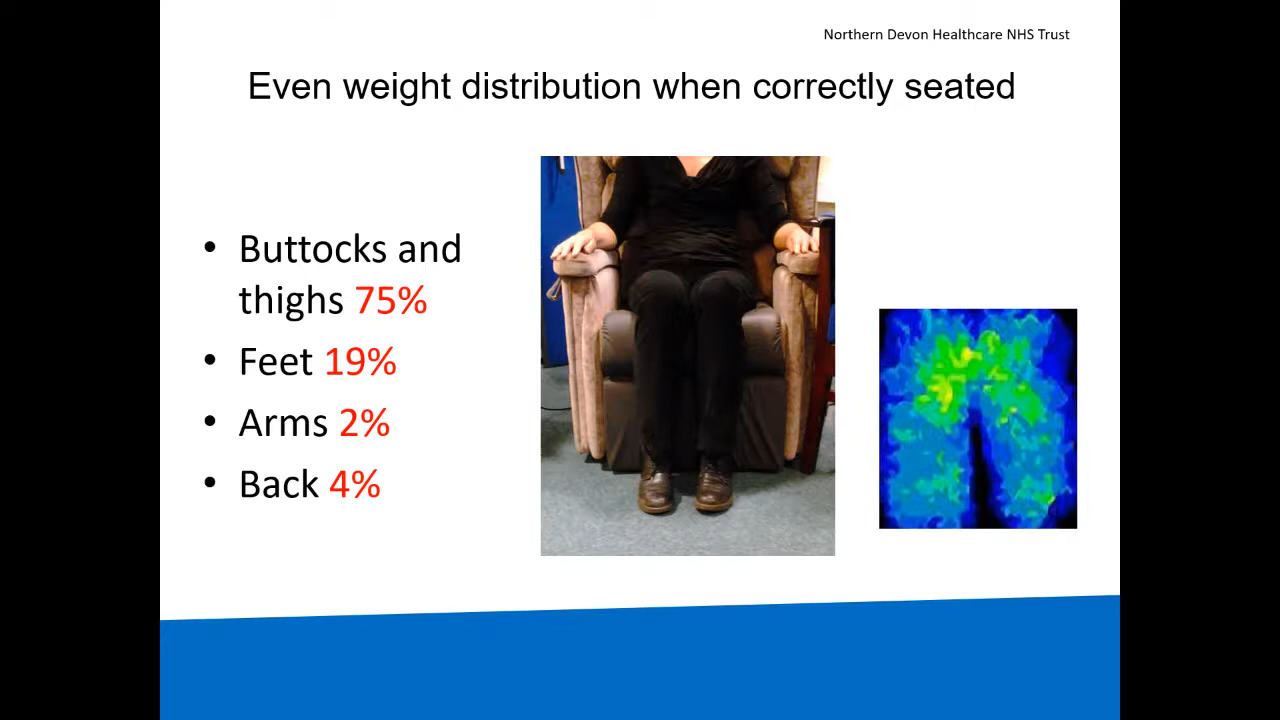 Northern Devon Healthcare NHS Trust
Even weight distribution when correctly seated
• Buttocks and
thighs 75%
• Feet 19%
• Arms 2%
• Back 4%